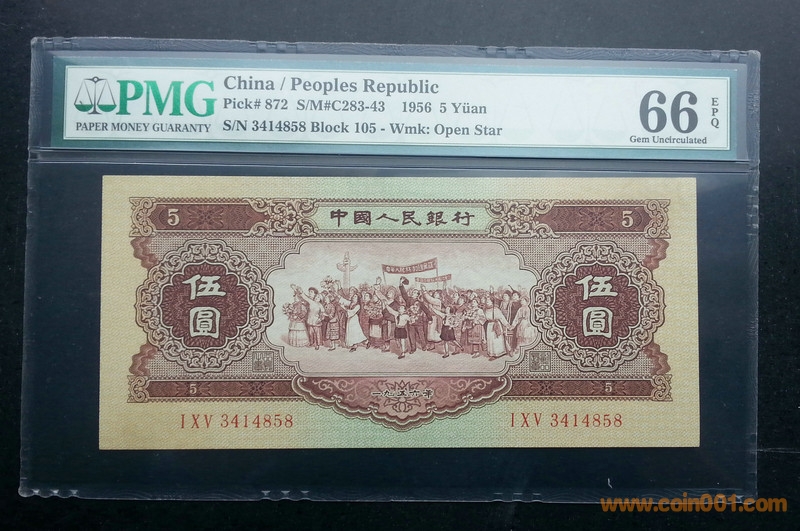 PMG
PAPER MONEY GUARANTY
China / Peoples Republic
Pick# 872 S/M#C283-43 1956 5 Yüan
S/N 3414858 Block 105 - Wmk: Open Star
66 EPQ
Gem Uncirculated
5 中國人民銀行 5
伍圓 伍圓
5 一九五六年 5
I X V 3414858 I X V 3414858
www.coin001.com